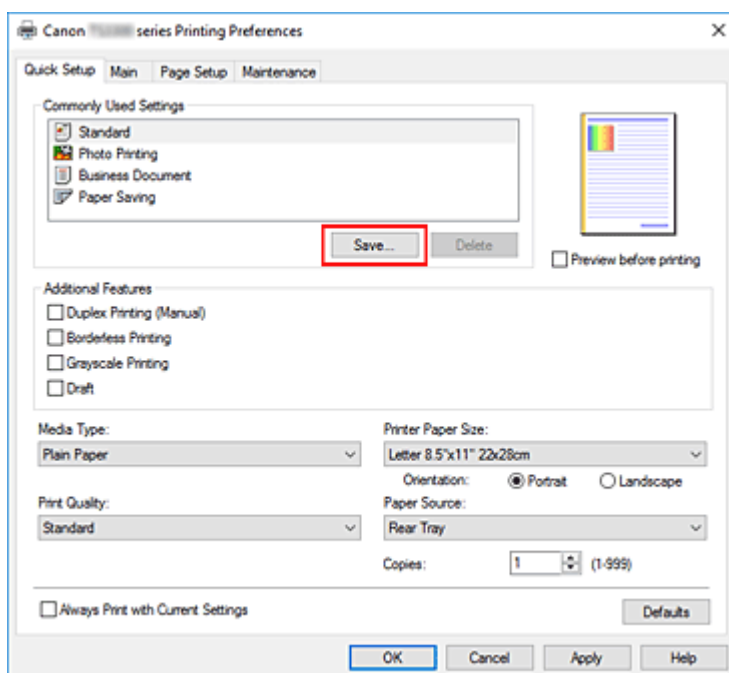 Canon series Printing Preferences
Quick Setup Main Page Setup Maintenance
Commonly Used Settings
Standard
Photo Printing
Business Document
Paper Saving
Save... Delete
Preview before printing
Additional Features
Duplex Printing (Manual)
Borderless Printing
Grayscale Printing
Draft
Media Type: Printer Paper Size:
Plain Paper Letter 8.5"x11" 22x28cm
Orientation: Portrait Landscape
Print Quality: Paper Source:
Standard Rear Tray
Copies: 1 (1-999)
Always Print with Current Settings Defaults
OK Cancel Apply Help